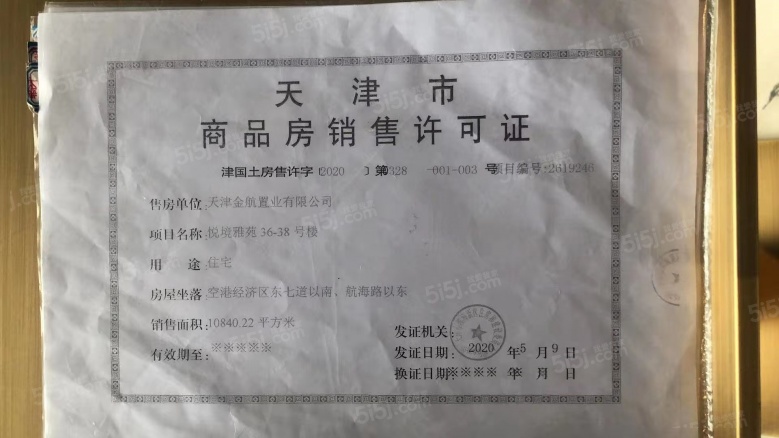 天津市
商品房销售许可证
津国土房售许字〔2020〕第0328-001-003号项目编号:2619246
售房单位:天津金航置业有限公司
项目名称:悦境雅苑36-38号楼
用途:住宅
房屋坐落:空港经济区东七道以南、航海路以东
销售面积:10840.22平方米
有效期至:※※※※※
发证机关:
发证日期:2020年5月9日
换证日期:※※※※年※月※日
5i5j.com